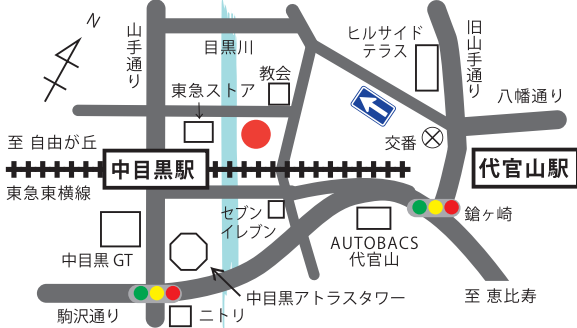 N
山手通り
目黒川
ヒルサイド
テラス
旧山手通り
教会
東急ストア
八幡通り
交番
至 自由が丘
中目黒駅
代官山駅
東急東横線
セブン
イレブン
鎗ヶ崎
中目黒 GT
AUTOBACS
代官山
中目黒アトラスタワー
至 恵比寿
駒沢通り
ニトリ